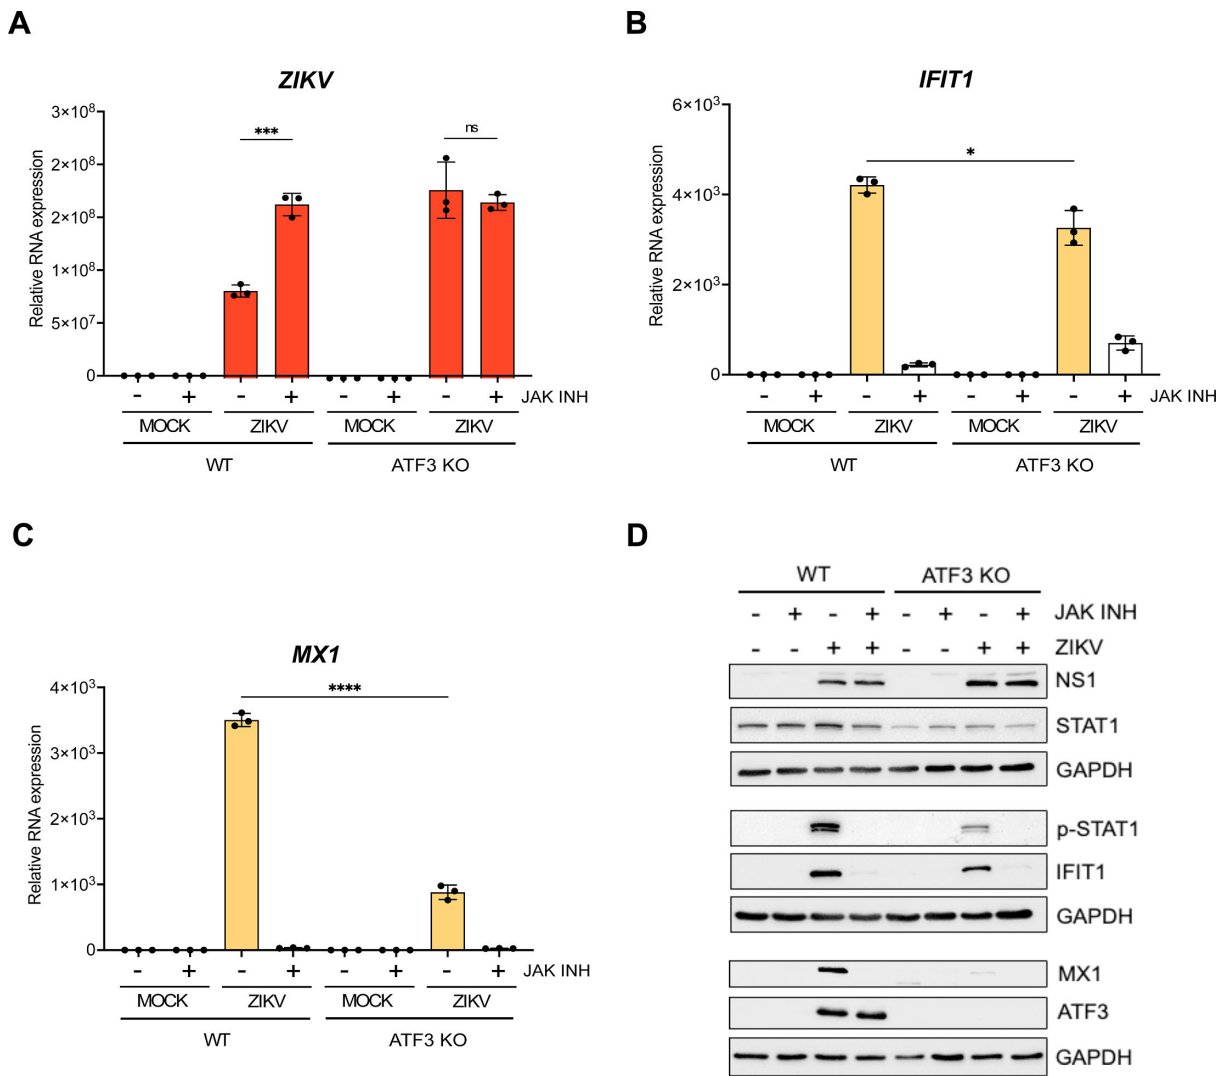 A
ZIKV
Relative RNA expression
3×10⁸
2×10⁸
2×10⁸
1×10⁸
5×10⁷
0
***
ns
- + - + - + - + JAK INH
MOCK ZIKV MOCK ZIKV
WT ATF3 KO
B
IFIT1
Relative RNA expression
6×10³
4×10³
2×10³
0
*
- + - + - + - + JAK INH
MOCK ZIKV MOCK ZIKV
WT ATF3 KO
C
MX1
Relative RNA expression
4×10³
3×10³
2×10³
1×10³
0
****
- + - + - + - + JAK INH
MOCK ZIKV MOCK ZIKV
WT ATF3 KO
D
WT ATF3 KO
- + - + - + - + JAK INH
- - + + - - + + ZIKV
NS1
STAT1
GAPDH
p-STAT1
IFIT1
GAPDH
MX1
ATF3
GAPDH